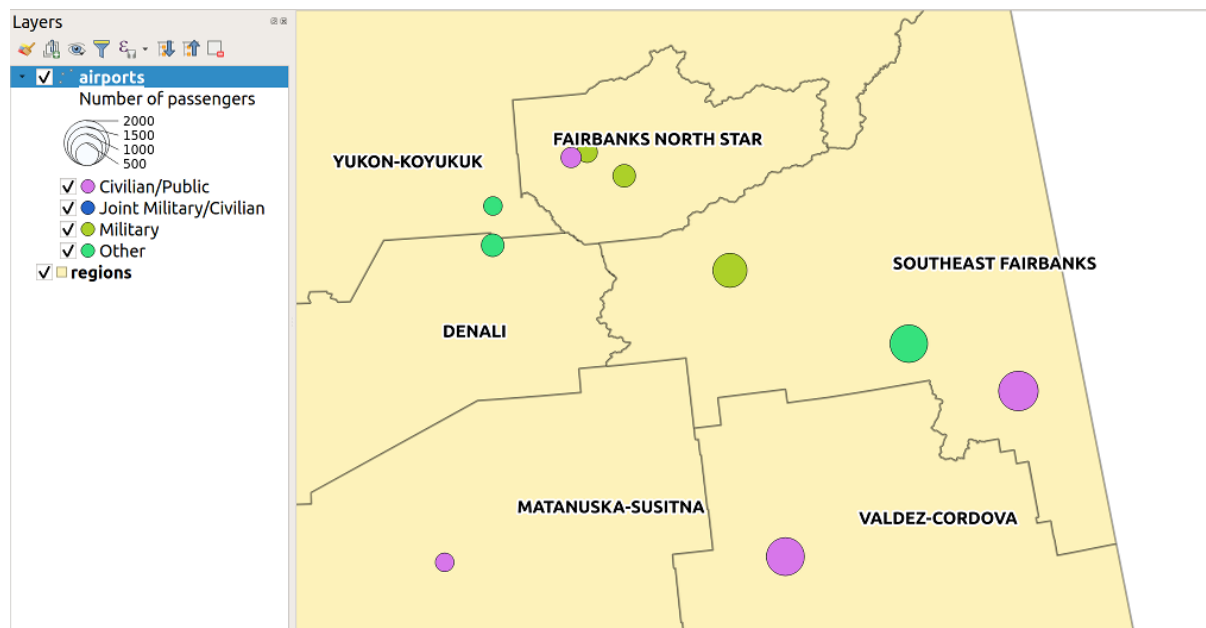 Layers
airports
Number of passengers
2000
1500
1000
500
Civilian/Public
Joint Military/Civilian
Military
Other
regions
FAIRBANKS NORTH STAR
YUKON-KOYUKUK
SOUTHEAST FAIRBANKS
DENALI
MATANUSKA-SUSITNA
VALDEZ-CORDOVA